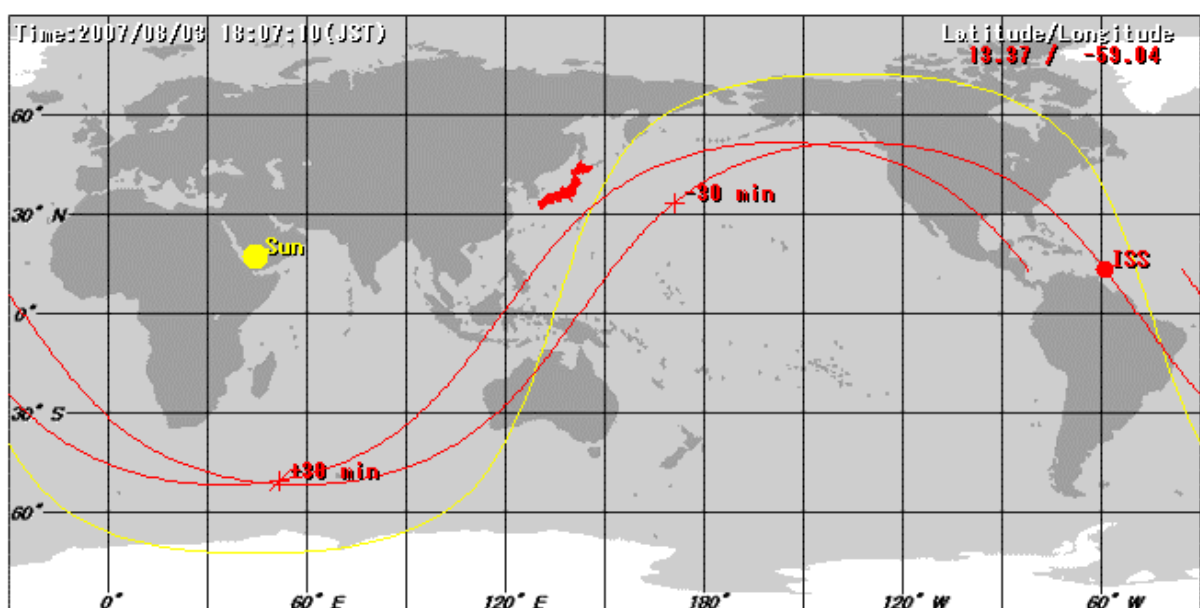 Time:2007/08/03 18:07:10(JST)
Latitude/Longitude
13.37 / -59.04
60°
-30 min
30° N
Sun
ISS
0°
30° S
+30 min
60°
0° 60° E 120° E 180° 120° W 60° W